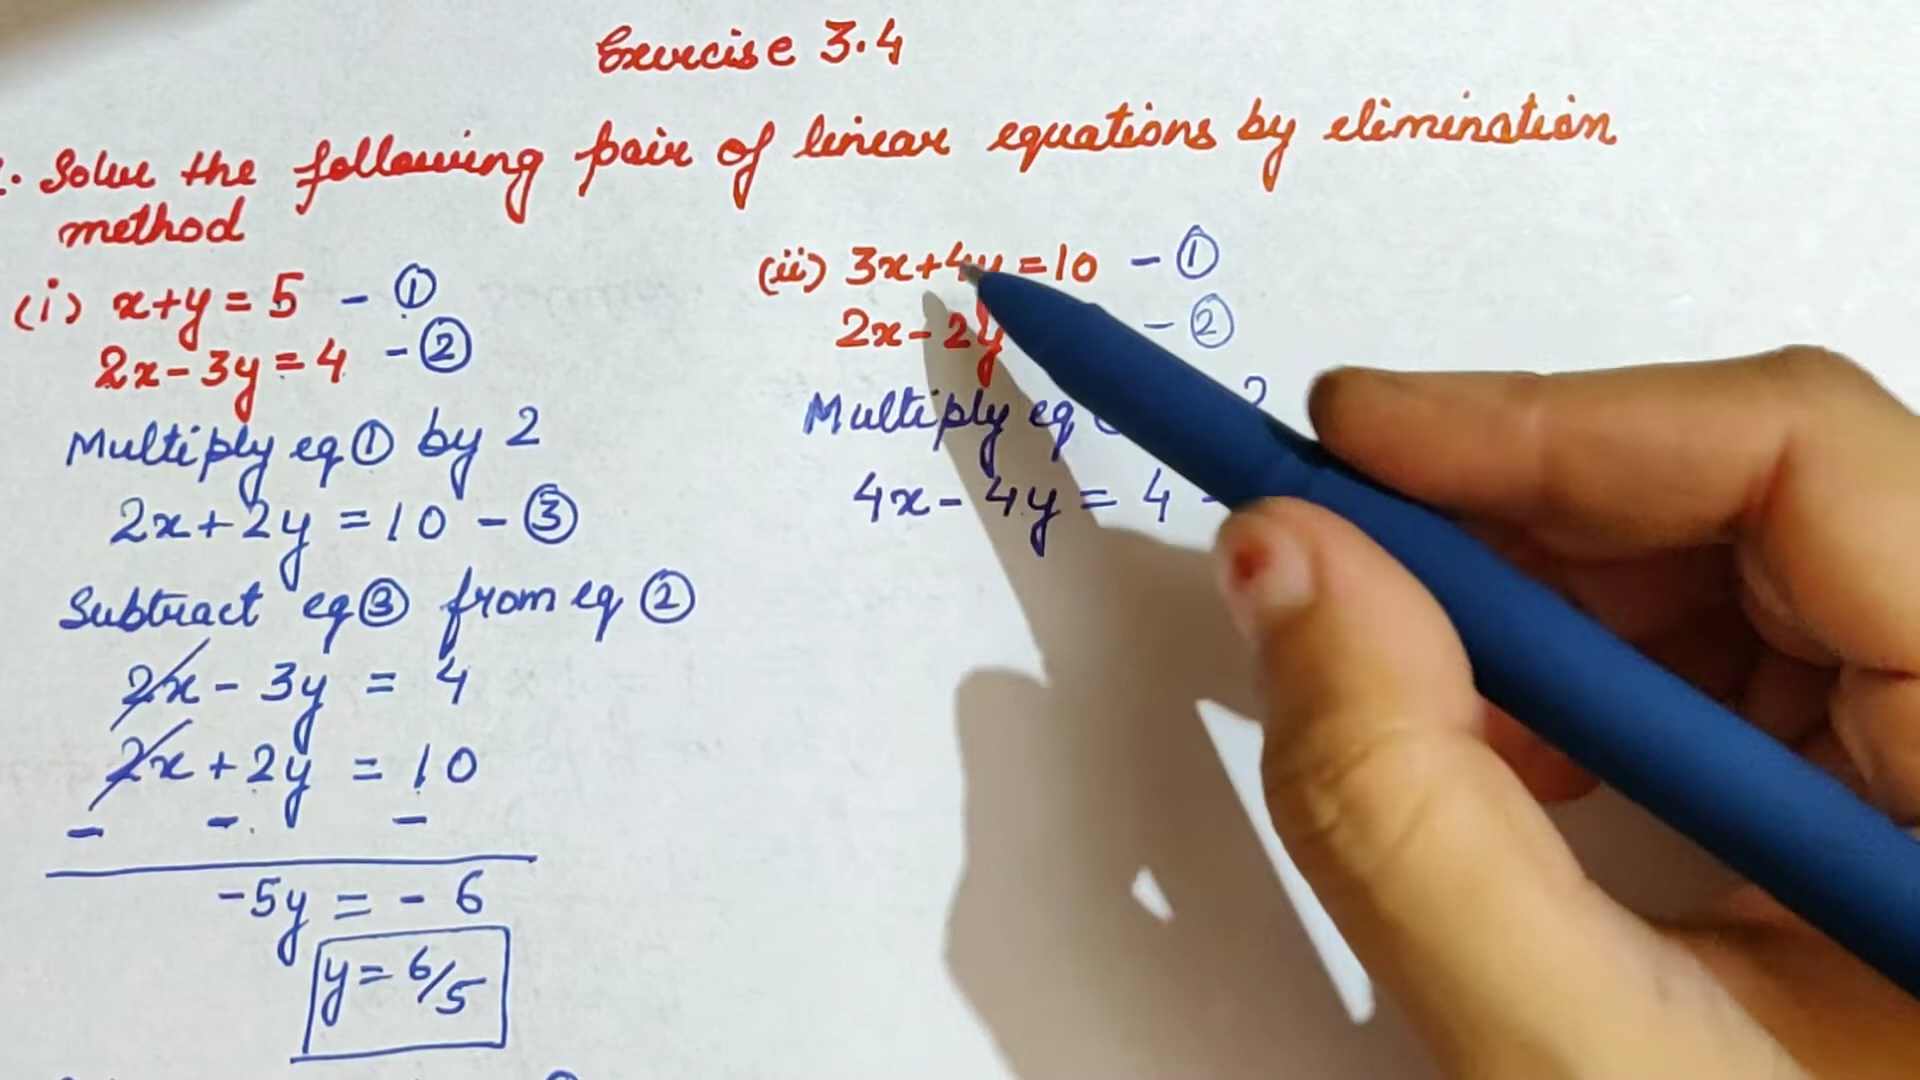 Exercise 3.4
Solve the following pair of linear equations by elimination
method
(i) x+y = 5 - ①
2x-3y = 4 - ②
Multiply eq ① by 2
2x+2y = 10 - ③
Subtract eq ③ from eq ②
2x - 3y = 4
2x + 2y = 10
- - -
-5y = - 6
y = 6/5
(ii) 3x+4y = 10 - ①
2x-2y - ②
Multiply eq 2
4x - 4y = 4 -